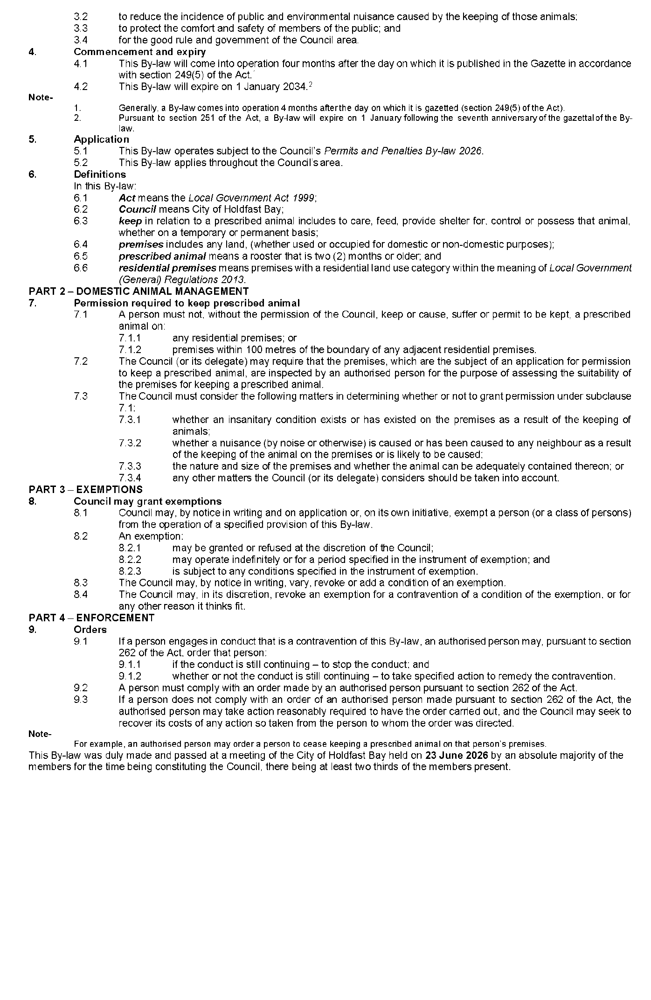 3.2 to reduce the incidence of public and environmental nuisance caused by the keeping of those animals;
3.3 to protect the comfort and safety of members of the public; and
3.4 for the good rule and government of the Council area.
4. Commencement and expiry
4.1 This By-law will come into operation four months after the day on which it is published in the Gazette in accordance
with section 249(5) of the Act.
4.2 This By-law will expire on 1 January 2034.2
Note-
1. Generally, a By-law comes into operation 4 months after the day on which it is gazetted (section 249(5) of the Act).
2. Pursuant to section 251 of the Act, a By-law will expire on 1 January following the seventh anniversary of the gazettal of the By-
law.
5. Application
5.1 This By-law operates subject to the Council's Permits and Penalties By-law 2026.
5.2 This By-law applies throughout the Council's area.
6. Definitions
In this By-law:
6.1 Act means the Local Government Act 1999;
6.2 Council means City of Holdfast Bay;
6.3 keep in relation to a prescribed animal includes to care, feed, provide shelter for, control or possess that animal,
whether on a temporary or permanent basis;
6.4 premises includes any land, (whether used or occupied for domestic or non-domestic purposes);
6.5 prescribed animal means a rooster that is two (2) months or older; and
6.6 residential premises means premises with a residential land use category within the meaning of Local Government
(General) Regulations 2013.
PART 2 – DOMESTIC ANIMAL MANAGEMENT
7. Permission required to keep prescribed animal
7.1 A person must not, without the permission of the Council, keep or cause, suffer or permit to be kept, a prescribed
animal on:
7.1.1 any residential premises; or
7.1.2 premises within 100 metres of the boundary of any adjacent residential premises.
7.2 The Council (or its delegate) may require that the premises, which are the subject of an application for permission
to keep a prescribed animal, are inspected by an authorised person for the purpose of assessing the suitability of
the premises for keeping a prescribed animal.
7.3 The Council must consider the following matters in determining whether or not to grant permission under subclause
7.1:
7.3.1 whether an insanitary condition exists or has existed on the premises as a result of the keeping of
animals;
7.3.2 whether a nuisance (by noise or otherwise) is caused or has been caused to any neighbour as a result
of the keeping of the animal on the premises or is likely to be caused;
7.3.3 the nature and size of the premises and whether the animal can be adequately contained thereon; or
7.3.4 any other matters the Council (or its delegate) considers should be taken into account.
PART 3 – EXEMPTIONS
8. Council may grant exemptions
8.1 Council may, by notice in writing and on application or, on its own initiative, exempt a person (or a class of persons)
from the operation of a specified provision of this By-law.
8.2 An exemption:
8.2.1 may be granted or refused at the discretion of the Council;
8.2.2 may operate indefinitely or for a period specified in the instrument of exemption; and
8.2.3 is subject to any conditions specified in the instrument of exemption.
8.3 The Council may, by notice in writing, vary, revoke or add a condition of an exemption.
8.4 The Council may, in its discretion, revoke an exemption for a contravention of a condition of the exemption, or for
any other reason it thinks fit.
PART 4 – ENFORCEMENT
9. Orders
9.1 If a person engages in conduct that is a contravention of this By-law, an authorised person may, pursuant to section
262 of the Act, order that person:
9.1.1 if the conduct is still continuing – to stop the conduct; and
9.1.2 whether or not the conduct is still continuing – to take specified action to remedy the contravention.
9.2 A person must comply with an order made by an authorised person pursuant to section 262 of the Act.
9.3 If a person does not comply with an order of an authorised person made pursuant to section 262 of the Act, the
authorised person may take action reasonably required to have the order carried out, and the Council may seek to
recover its costs of any action so taken from the person to whom the order was directed.
Note-
For example, an authorised person may order a person to cease keeping a prescribed animal on that person's premises.
This By-law was duly made and passed at a meeting of the City of Holdfast Bay held on 23 June 2026 by an absolute majority of the
members for the time being constituting the Council, there being at least two thirds of the members present.